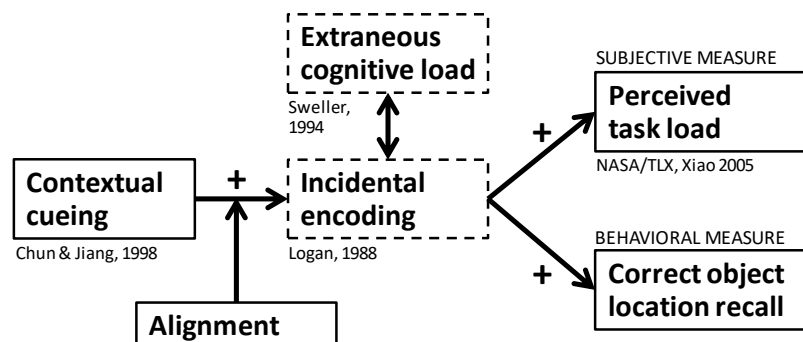 Extraneous
cognitive load
Sweller,
1994
SUBJECTIVE MEASURE
Perceived
task load
NASA/TLX, Xiao 2005
+
Contextual
cueing
Chun & Jiang, 1998
+
Incidental
encoding
Logan, 1988
BEHAVIORAL MEASURE
+
Correct object
location recall
Alignment